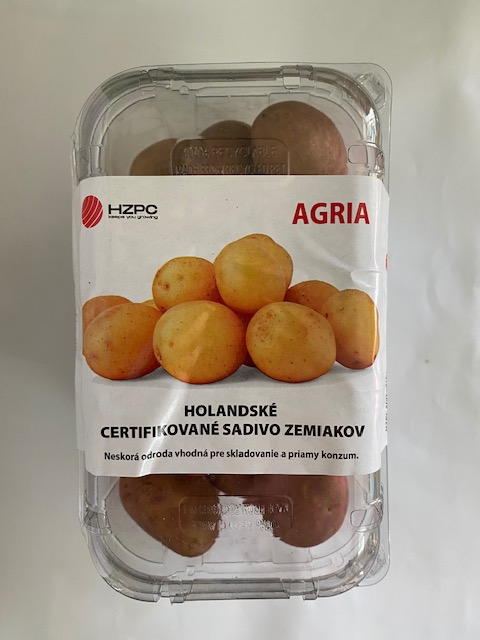 HZPC
keeps you growing
AGRIA
HOLANDSKÉ
CERTIFIKOVANÉ SADIVO ZEMIAKOV
Neskorá odroda vhodná pre skladovanie a priamy konzum.